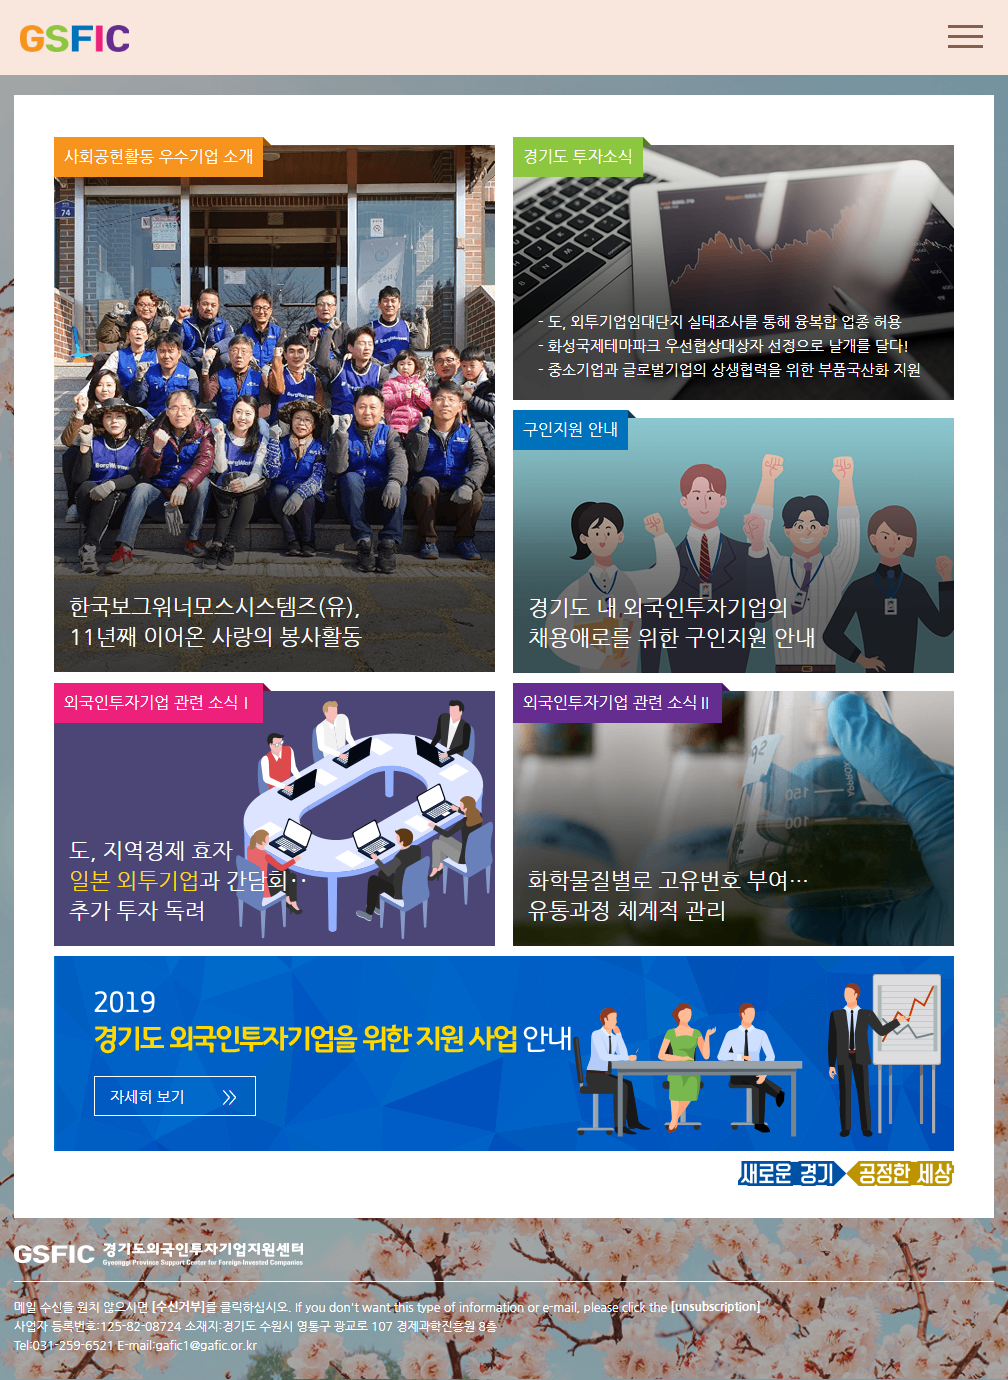 GSFIC
사회공헌활동 우수기업 소개
74
BorgWarner
한국보그워너모스시스템즈(유),
11년째 이어온 사랑의 봉사활동
경기도 투자소식
- 도, 외투기업임대단지 실태조사를 통해 융복합 업종 허용
- 화성국제테마파크 우선협상대상자 선정으로 날개를 달다!
- 중소기업과 글로벌기업의 상생협력을 위한 부품국산화 지원
구인지원 안내
경기도 내 외국인투자기업의
채용애로를 위한 구인지원 안내
외국인투자기업 관련 소식 I
도, 지역경제 효자
일본 외투기업과 간담회‥
추가 투자 독려
외국인투자기업 관련 소식 II
150
100
화학물질별로 고유번호 부여…
유통과정 체계적 관리
2019
경기도 외국인투자기업을 위한 지원 사업 안내
자세히 보기
새로운 경기 공정한 세상
GSFIC 경기도외국인투자기업지원센터
Gyeonggi Province Support Center for Foreign-Invested Companies
메일 수신을 원치 않으시면 [수신거부]를 클릭하십시오. If you don't want this type of information or e-mail, please click the [unsubscription]
사업자 등록번호:125-82-08724 소재지:경기도 수원시 영통구 광교로 107 경제과학진흥원 8층
Tel:031-259-6521 E-mail:gafic1@gafic.or.kr